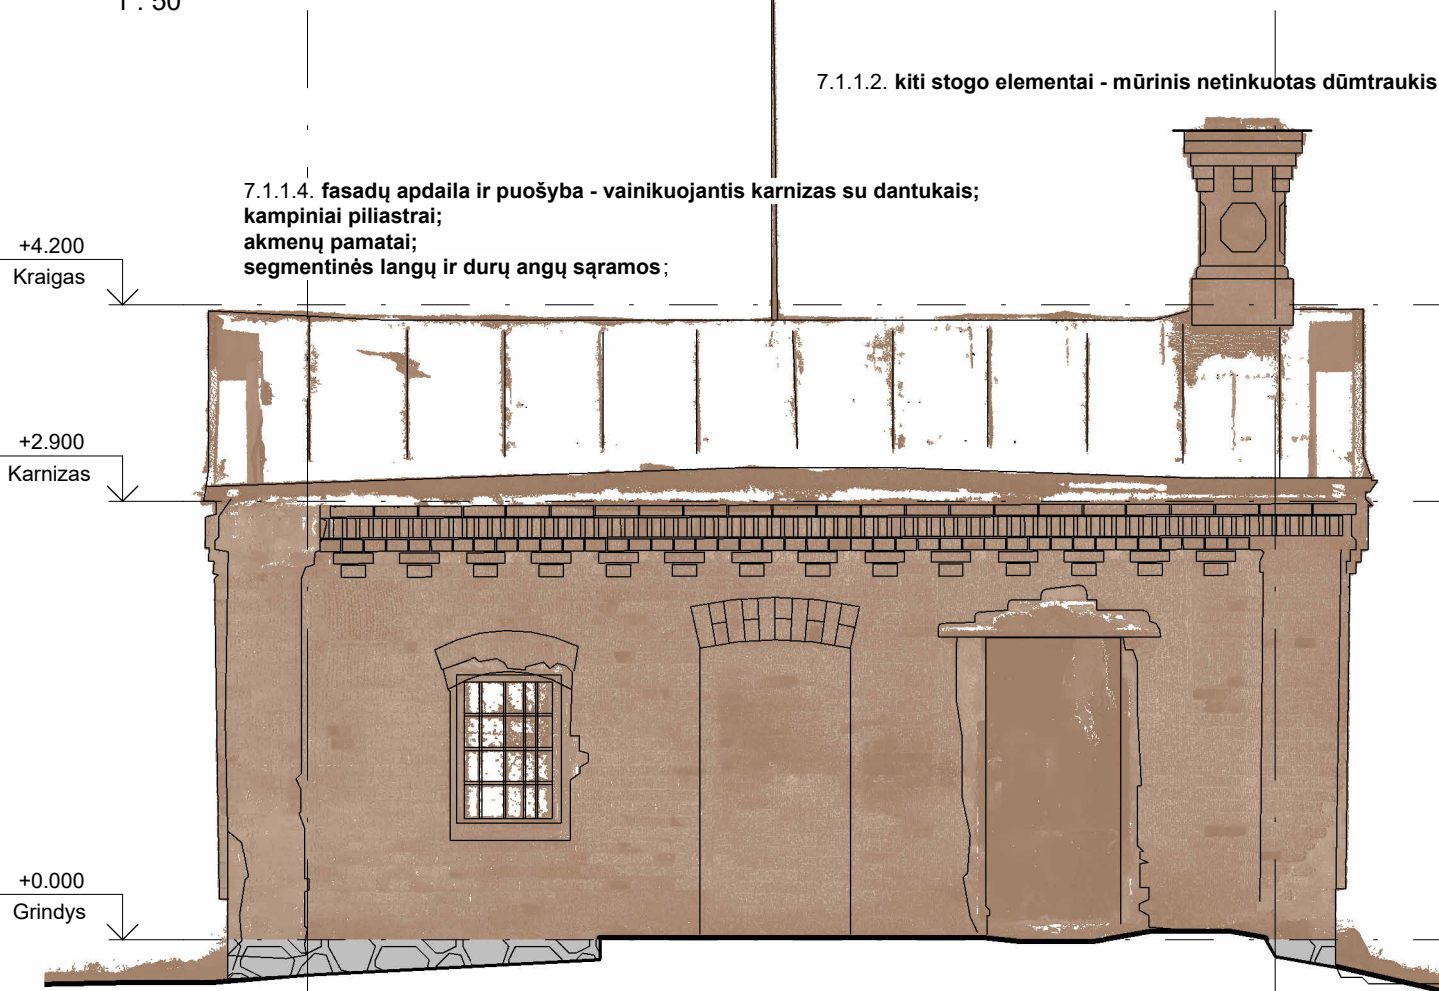 1 : 50
7.1.1.2. kiti stogo elementai - mūrinis netinkuotas dūmtraukis
7.1.1.4. fasadų apdaila ir puošyba - vainikuojantis karnizas su dantukais;
kampiniai piliastrai;
akmenų pamatai;
segmentinės langų ir durų angų sąramos;
+4.200
Kraigas
+2.900
Karnizas
+0.000
Grindys